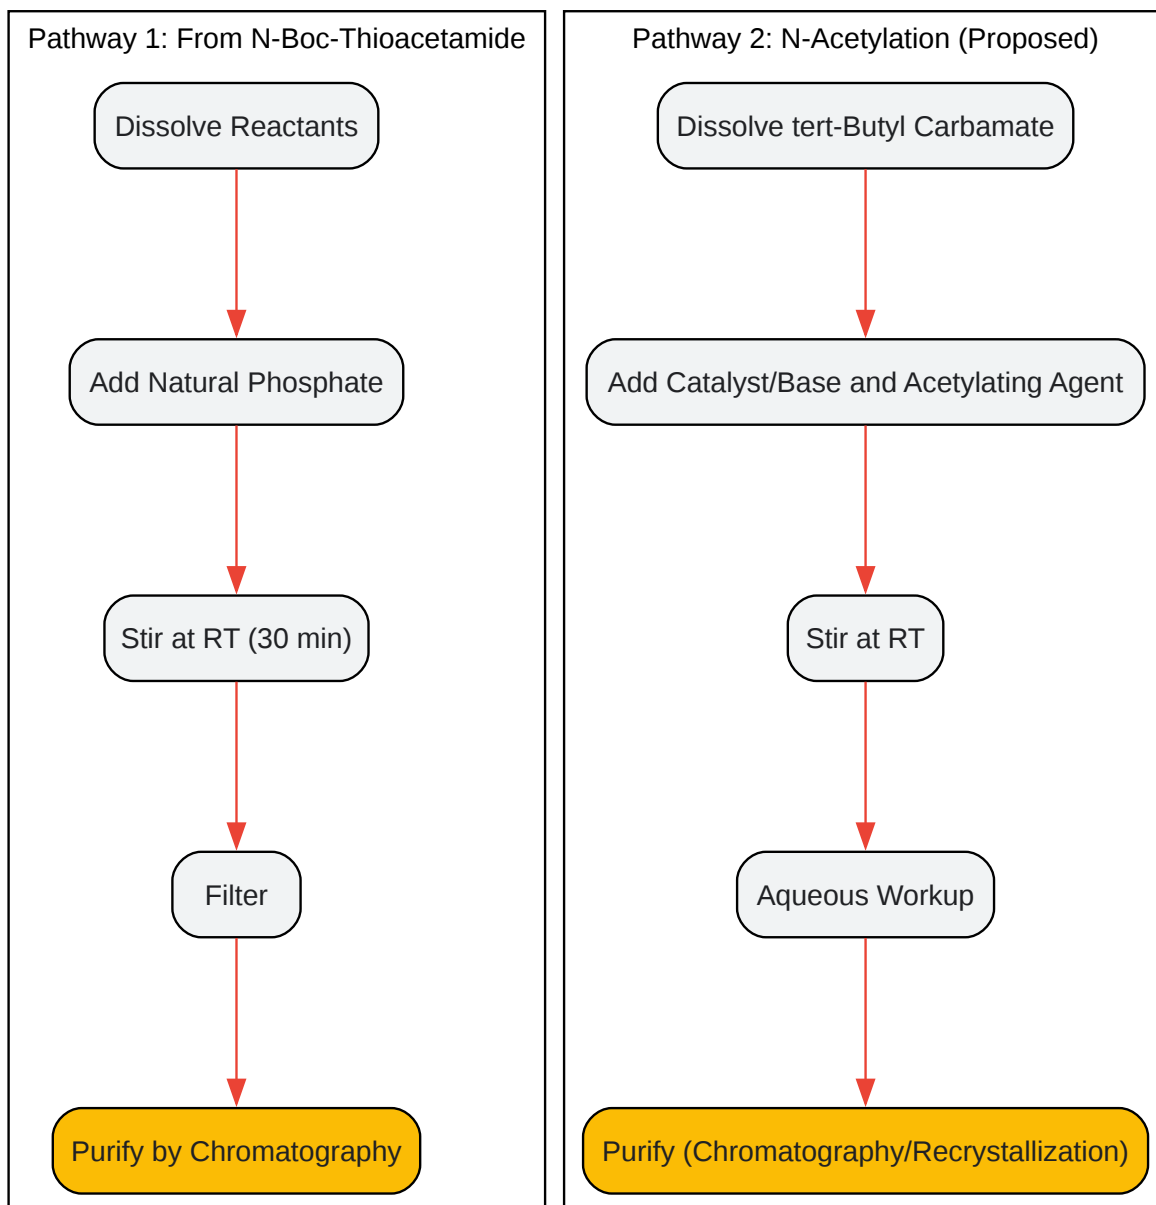 Pathway 1: From N-Boc-Thioacetamide
Dissolve Reactants
Add Natural Phosphate
Stir at RT (30 min)
Filter
Purify by Chromatography
Pathway 2: N-Acetylation (Proposed)
Dissolve tert-Butyl Carbamate
Add Catalyst/Base and Acetylating Agent
Stir at RT
Aqueous Workup
Purify (Chromatography/Recrystallization)